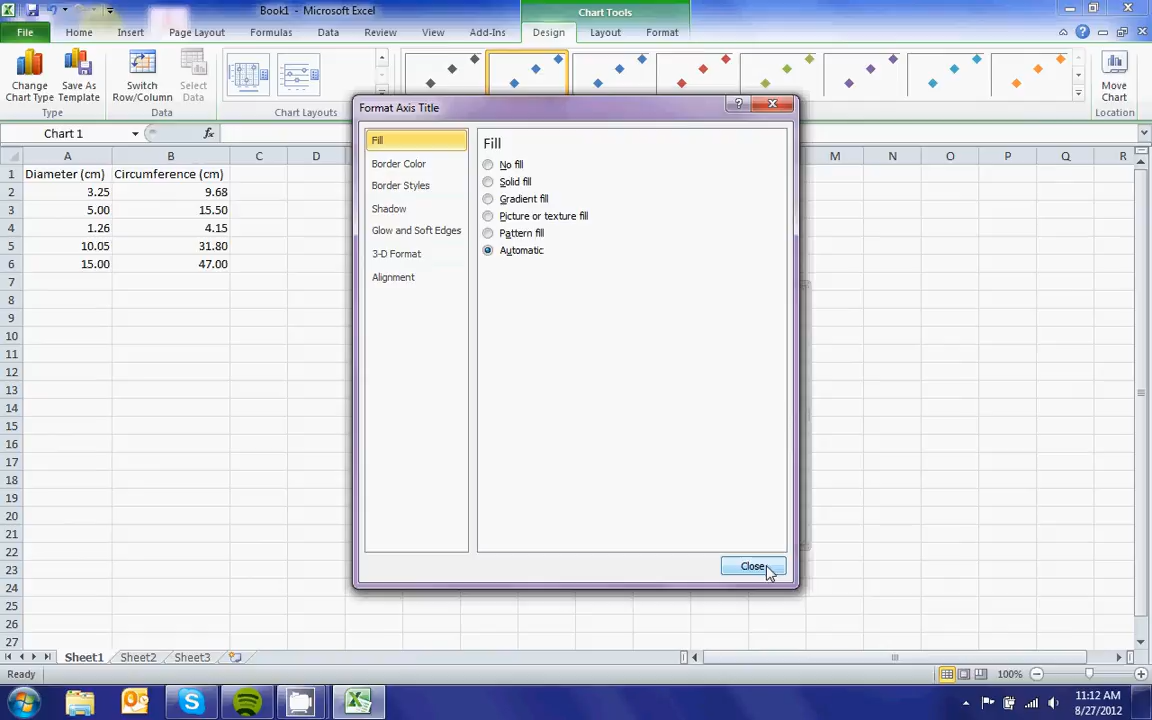 Book1 - Microsoft Excel
Chart Tools
File Home Insert Page Layout Formulas Data Review View Add-Ins Design Layout Format
Change Chart Type
Save As Template
Switch Row/Column
Select Data
Move Chart
Type Data Chart Layouts Location
Chart 1 fx
A B C D M N O P Q R
1 Diameter (cm) Circumference (cm)
2 3.25 9.68
3 5.00 15.50
4 1.26 4.15
5 10.05 31.80
6 15.00 47.00
7
8
9
10
11
12
13
14
15
16
17
18
19
20
21
22
23
24
25
26
27
Format Axis Title
?
Fill
Border Color
Border Styles
Shadow
Glow and Soft Edges
3-D Format
Alignment
Fill
No fill
Solid fill
Gradient fill
Picture or texture fill
Pattern fill
Automatic
Close
Sheet1 Sheet2 Sheet3
Ready 100%
11:12 AM
8/27/2012